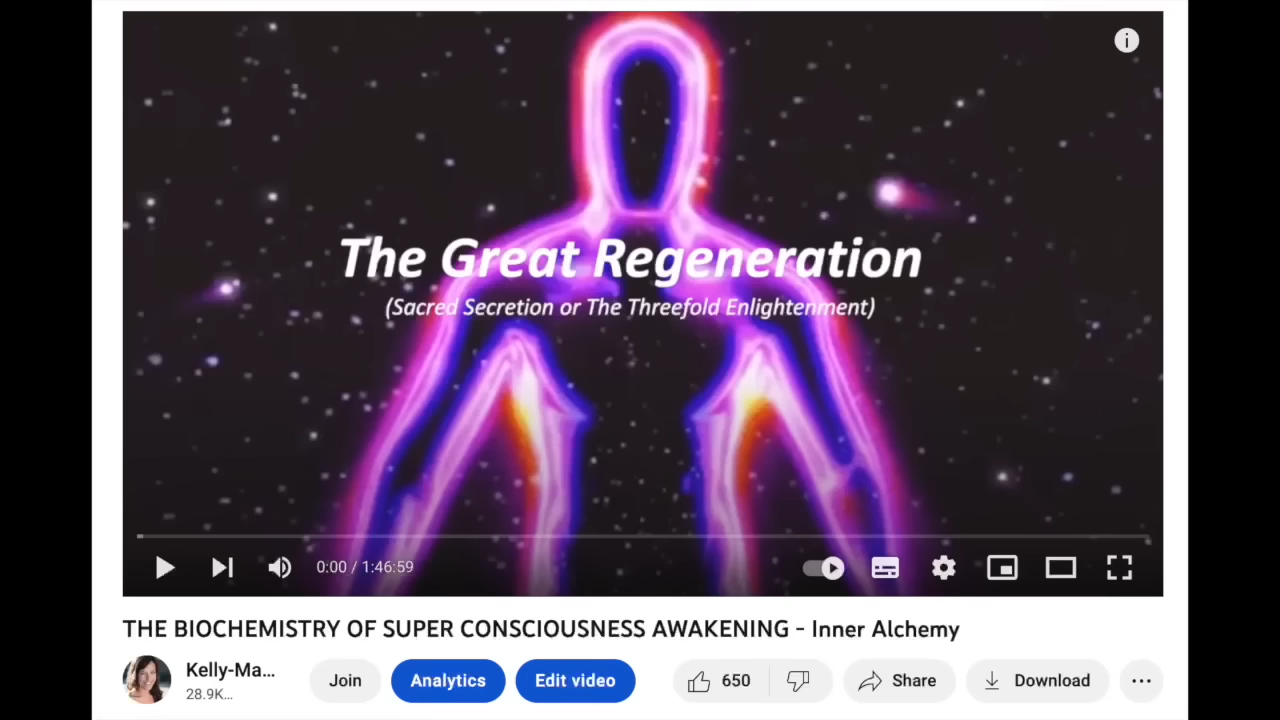 The Great Regeneration
(Sacred Secretion or The Threefold Enlightenment)
0:00 / 1:46:59
THE BIOCHEMISTRY OF SUPER CONSCIOUSNESS AWAKENING - Inner Alchemy
Kelly-Ma...
28.9K...
Join
Analytics
Edit video
650
Share
Download